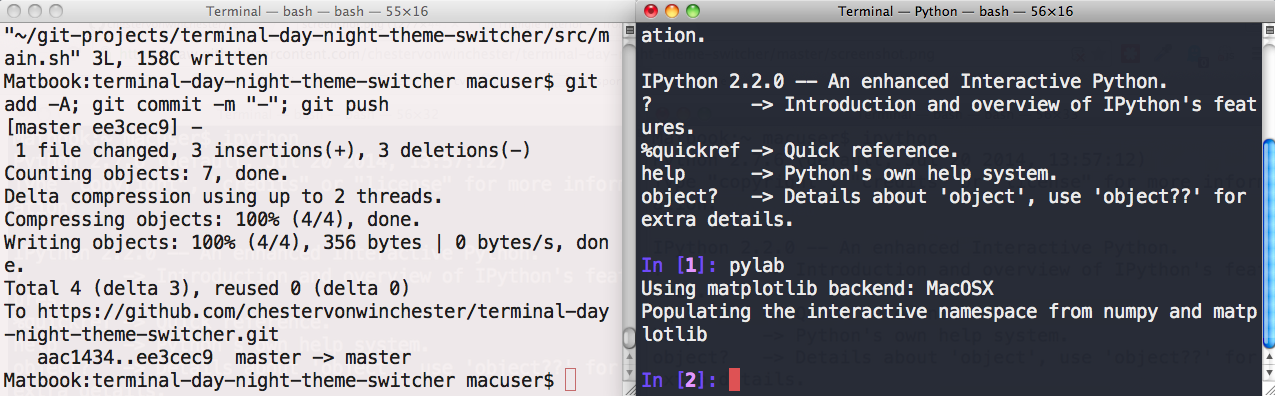 Terminal — bash — bash — 55×16
"~/git-projects/terminal-day-night-theme-switcher/src/m
ain.sh" 3L, 158C written
Matbook:terminal-day-night-theme-switcher macuser$ git
add -A; git commit -m "-"; git push
[master ee3cec9] -
 1 file changed, 3 insertions(+), 3 deletions(-)
Counting objects: 7, done.
Delta compression using up to 2 threads.
Compressing objects: 100% (4/4), done.
Writing objects: 100% (4/4), 356 bytes | 0 bytes/s, don
e.
Total 4 (delta 3), reused 0 (delta 0)
To https://github.com/chestervonwinchester/terminal-day
-night-theme-switcher.git
   aac1434..ee3cec9  master -> master
Matbook:terminal-day-night-theme-switcher macuser$
Terminal — Python — bash — 56×16
ation.
IPython 2.2.0 -- An enhanced Interactive Python.
?         -> Introduction and overview of IPython's feat
ures.
%quickref -> Quick reference.
help      -> Python's own help system.
object?   -> Details about 'object', use 'object??' for
extra details.
In [1]: pylab
Using matplotlib backend: MacOSX
Populating the interactive namespace from numpy and matp
lotlib
In [2]: